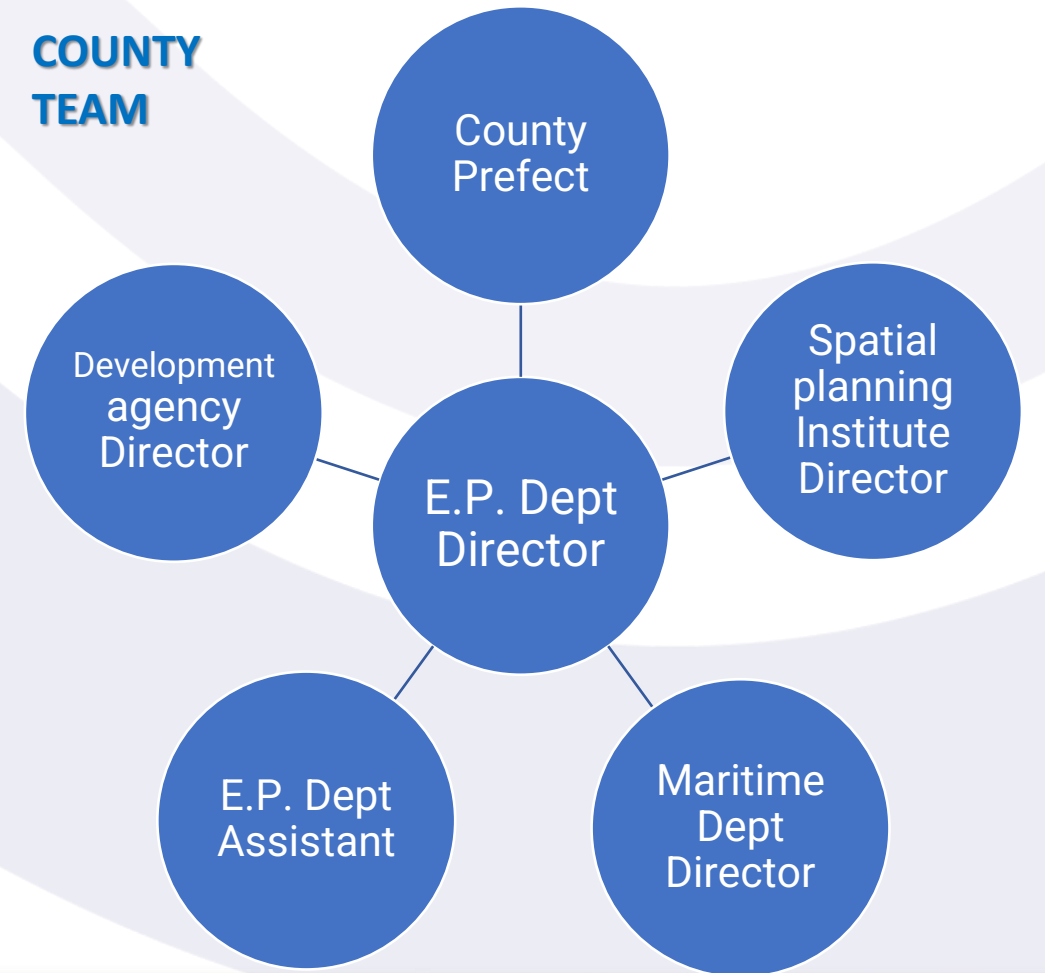 COUNTY
TEAM
County
Prefect
Development
agency
Director
Spatial
planning
Institute
Director
E.P. Dept
Director
E.P. Dept
Assistant
Maritime
Dept
Director